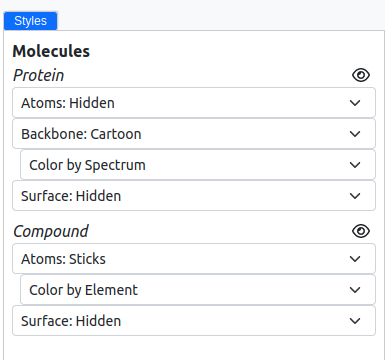 Styles
Molecules
Protein
Atoms: Hidden
Backbone: Cartoon
Color by Spectrum
Surface: Hidden
Compound
Atoms: Sticks
Color by Element
Surface: Hidden